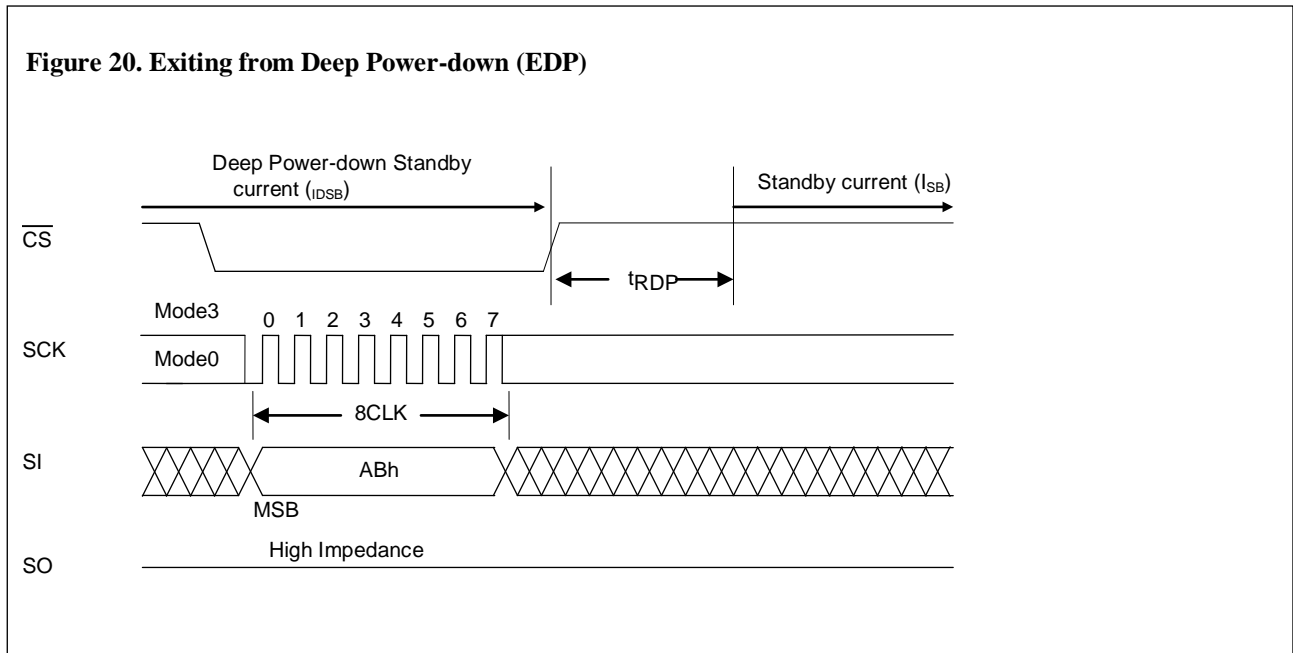 Figure 20. Exiting from Deep Power-down (EDP)
Deep Power-down Standby
current (IDSB)
Standby current (ISB)
CS
tRDP
Mode3
0 1 2 3 4 5 6 7
SCK
Mode0
8CLK
SI
ABh
MSB
High Impedance
SO